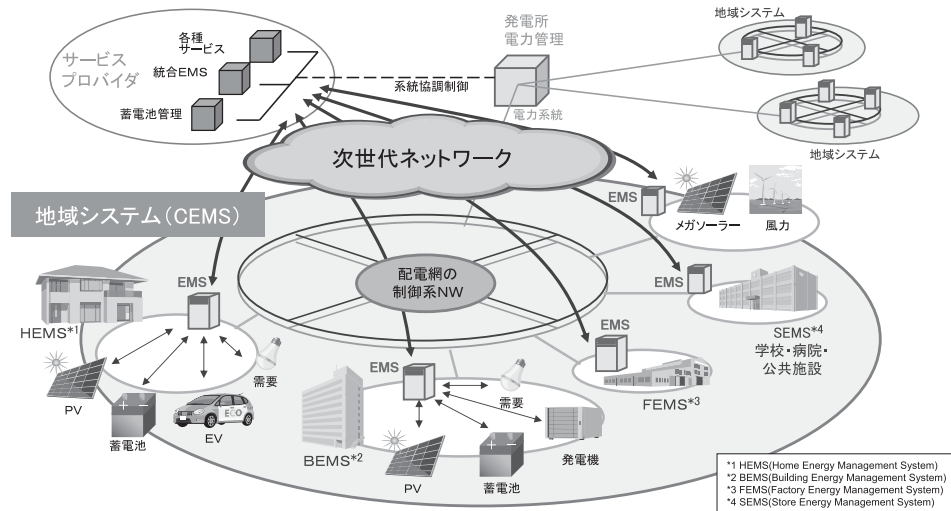 サービス
プロバイダ
各種
サービス
統合EMS
蓄電池管理
系統協調制御
発電所
電力管理
電力系統
地域システム
地域システム
次世代ネットワーク
地域システム(CEMS)
配電網の
制御系NW
EMS
メガソーラー
風力
EMS
SEMS*4
学校・病院・
公共施設
EMS
HEMS*1
PV
蓄電池
EV
需要
EMS
BEMS*2
PV
蓄電池
発電機
需要
EMS
FEMS*3
ECO
*1 HEMS(Home Energy Management System)
*2 BEMS(Building Energy Management System)
*3 FEMS(Factory Energy Management System)
*4 SEMS(Store Energy Management System)